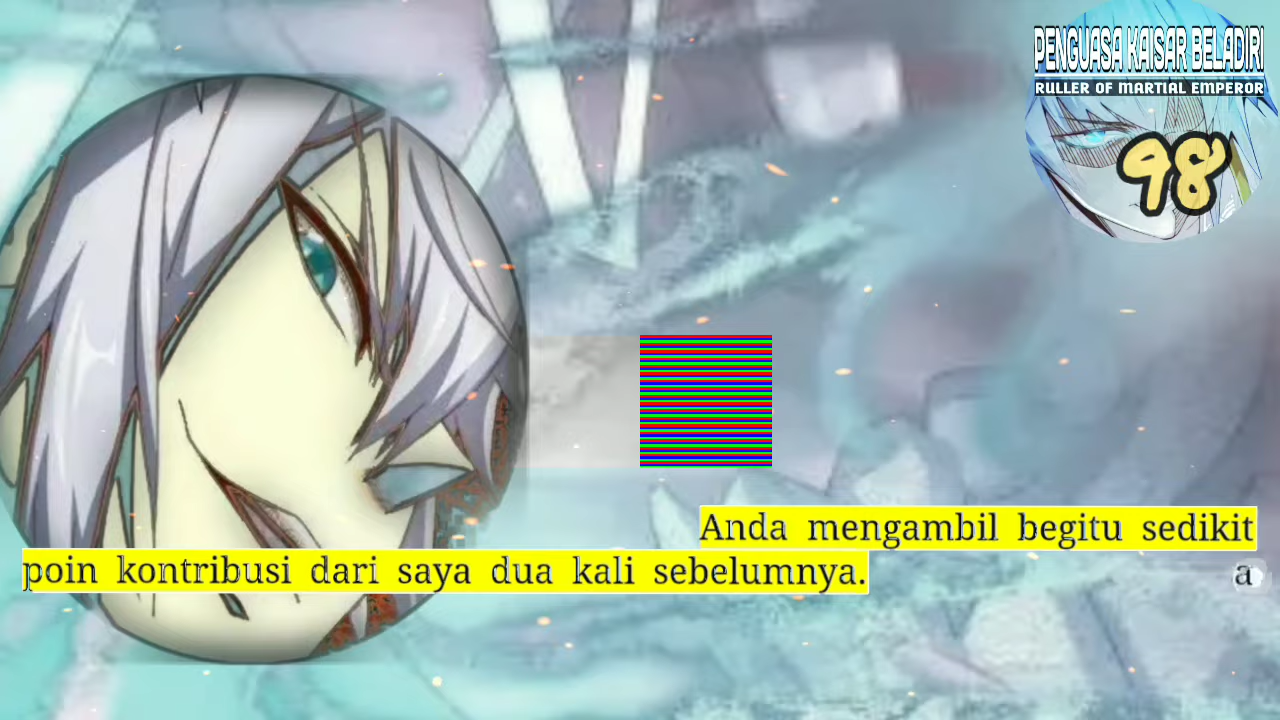 PENGUASA KAISAR BELADIRI
RULLER OF MARTIAL EMPEROR
98
Anda mengambil begitu sedikit
poin kontribusi dari saya dua kali sebelumnya.
a